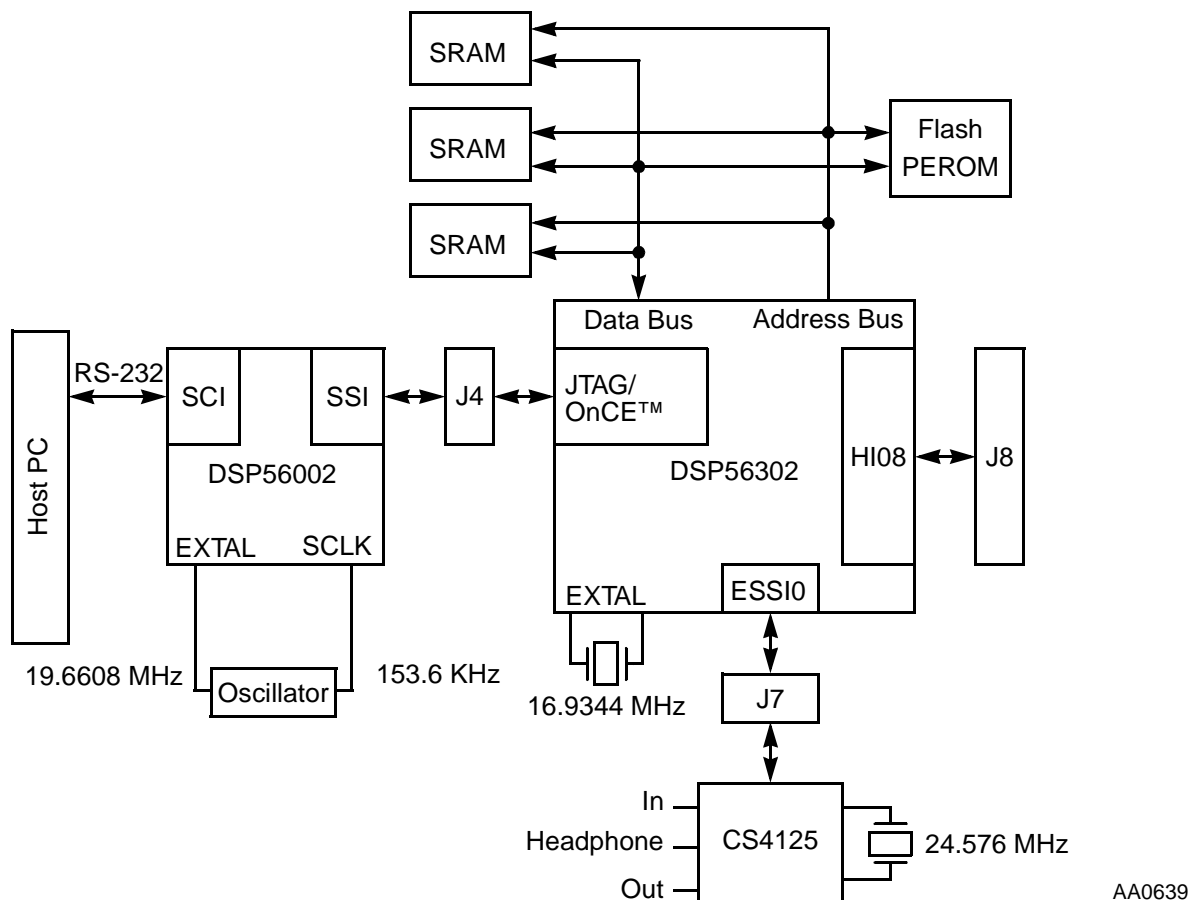 SRAM
SRAM
Flash
PEROM
SRAM
Data Bus
Address Bus
Host PC
RS-232
SCI
SSI
J4
JTAG/
OnCE™
DSP56002
DSP56302
HI08
J8
EXTAL
SCLK
EXTAL
ESSI0
19.6608 MHz
Oscillator
153.6 KHz
16.9344 MHz
J7
In
Headphone
Out
CS4125
24.576 MHz
AA0639